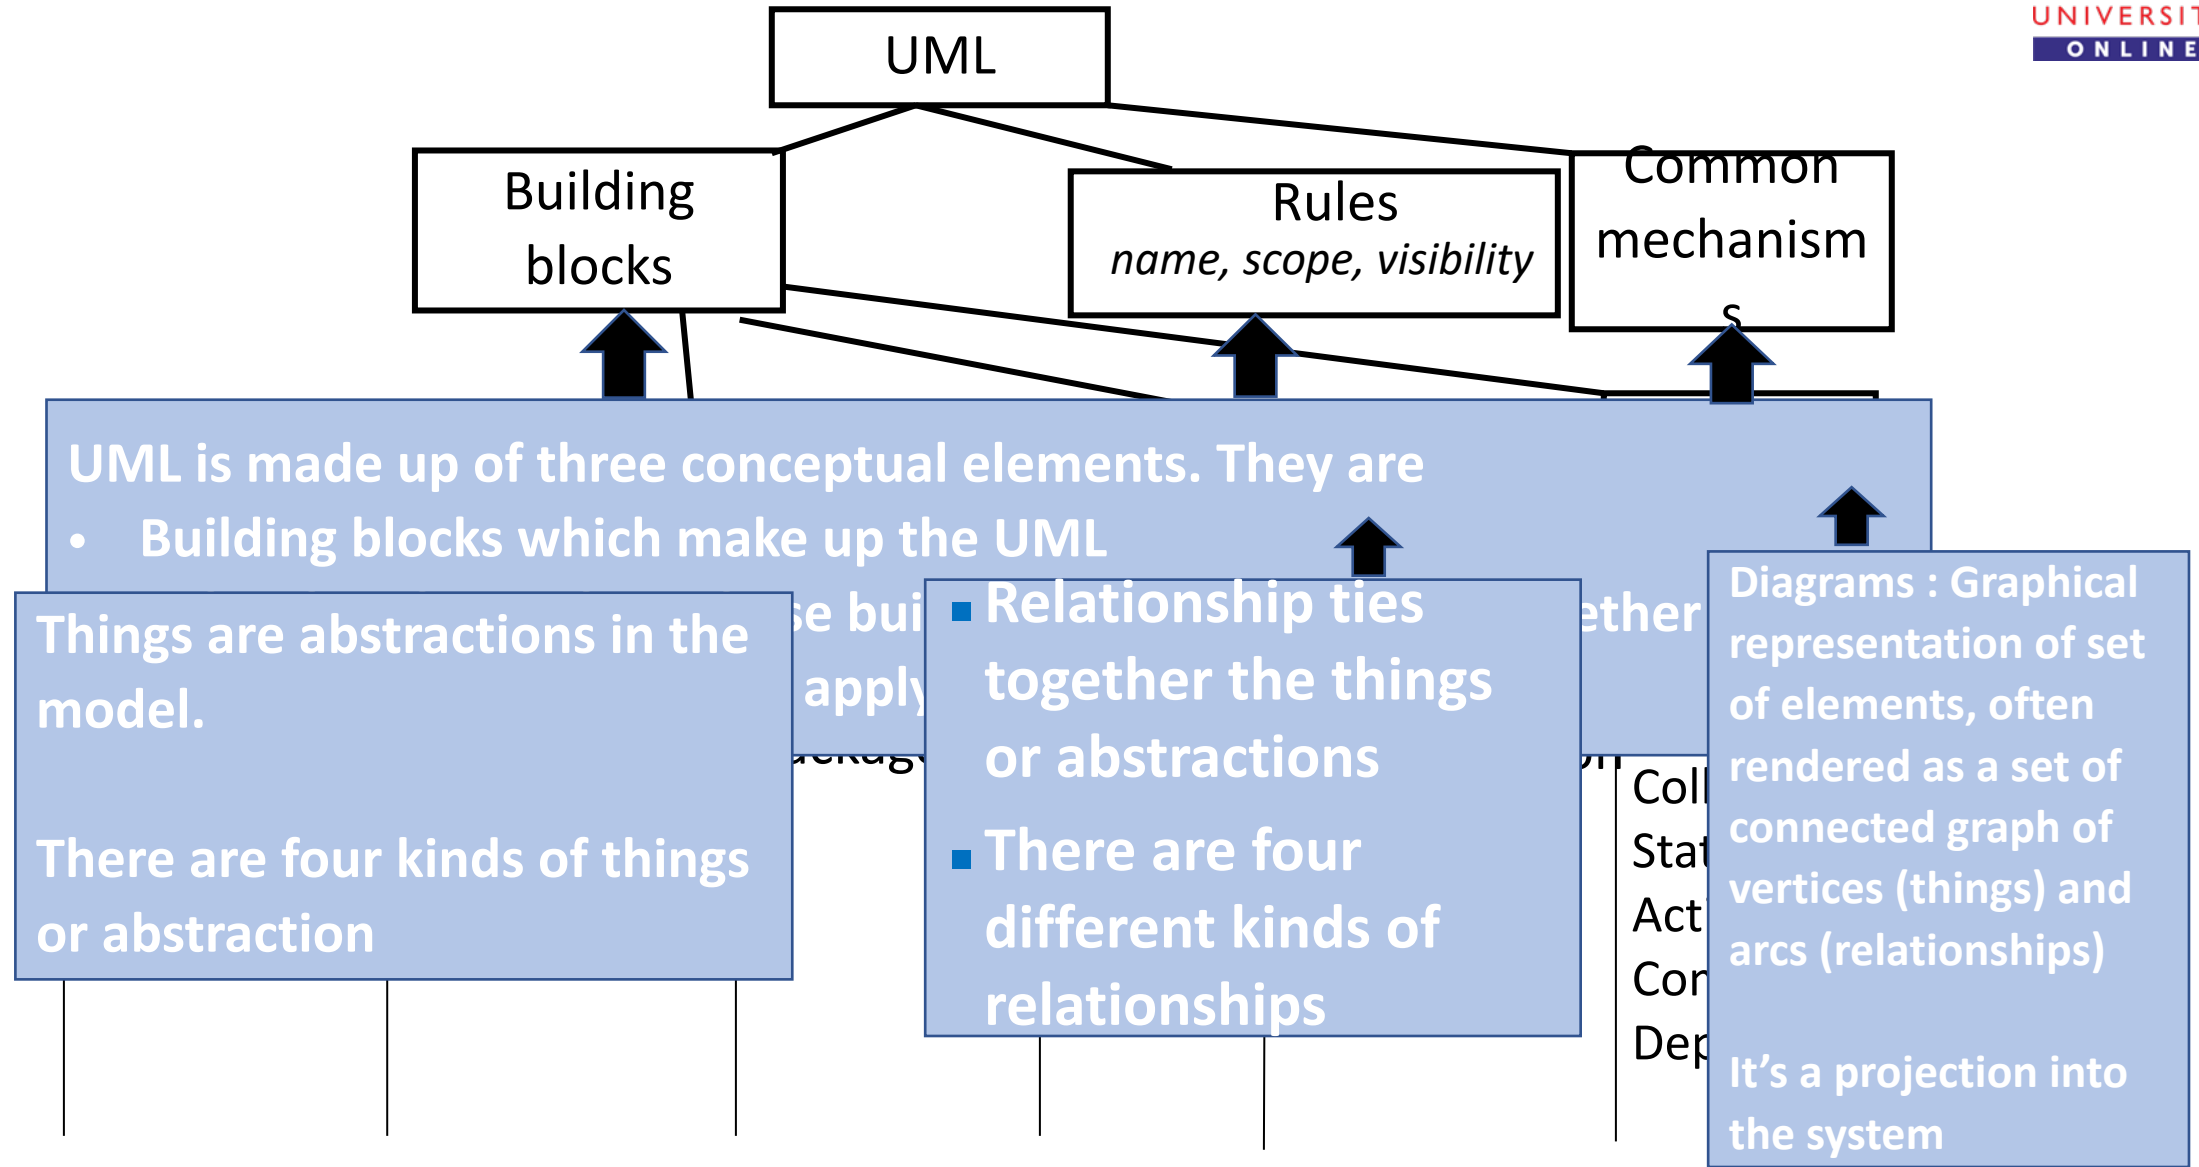 UML
ONLINE
Building
blocks
Rules
name, scope, visibility
Common
mechanism
s
UML is made up of three conceptual elements. They are
• Building blocks which make up the UML
Things are abstractions in the
model.
There are four kinds of things
or abstraction
apply
Relationship ties
together the things
or abstractions
There are four
different kinds of
relationships
Diagrams : Graphical
representation of set
of elements, often
rendered as a set of
connected graph of
vertices (things) and
arcs (relationships)
It's a projection into
the system